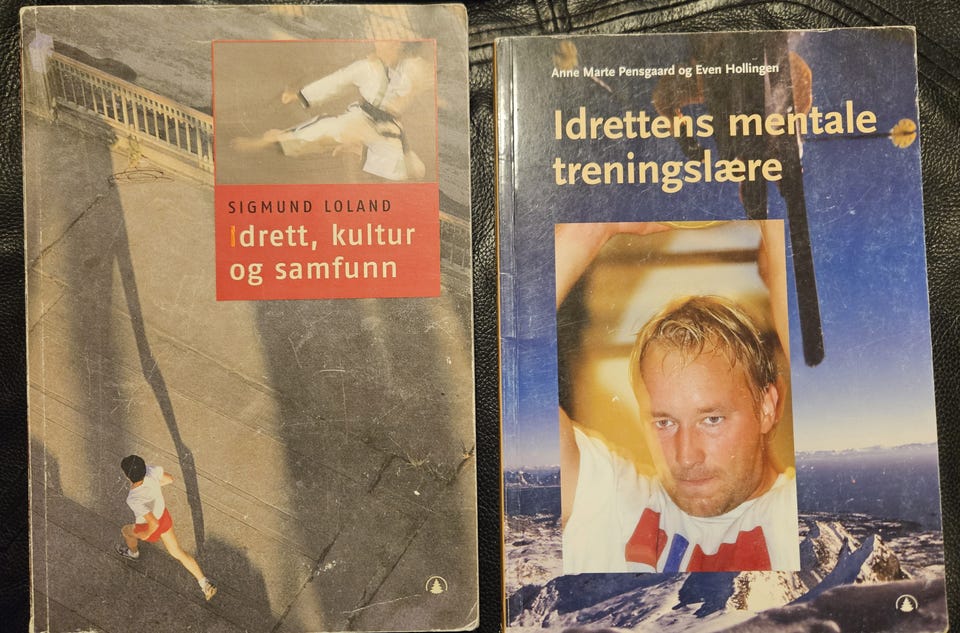 SIGMUND LOLAND
Idrett, kultur
og samfunn
Anne Marte Pensgaard og Even Hollingen
Idrettens mentale
treningslære